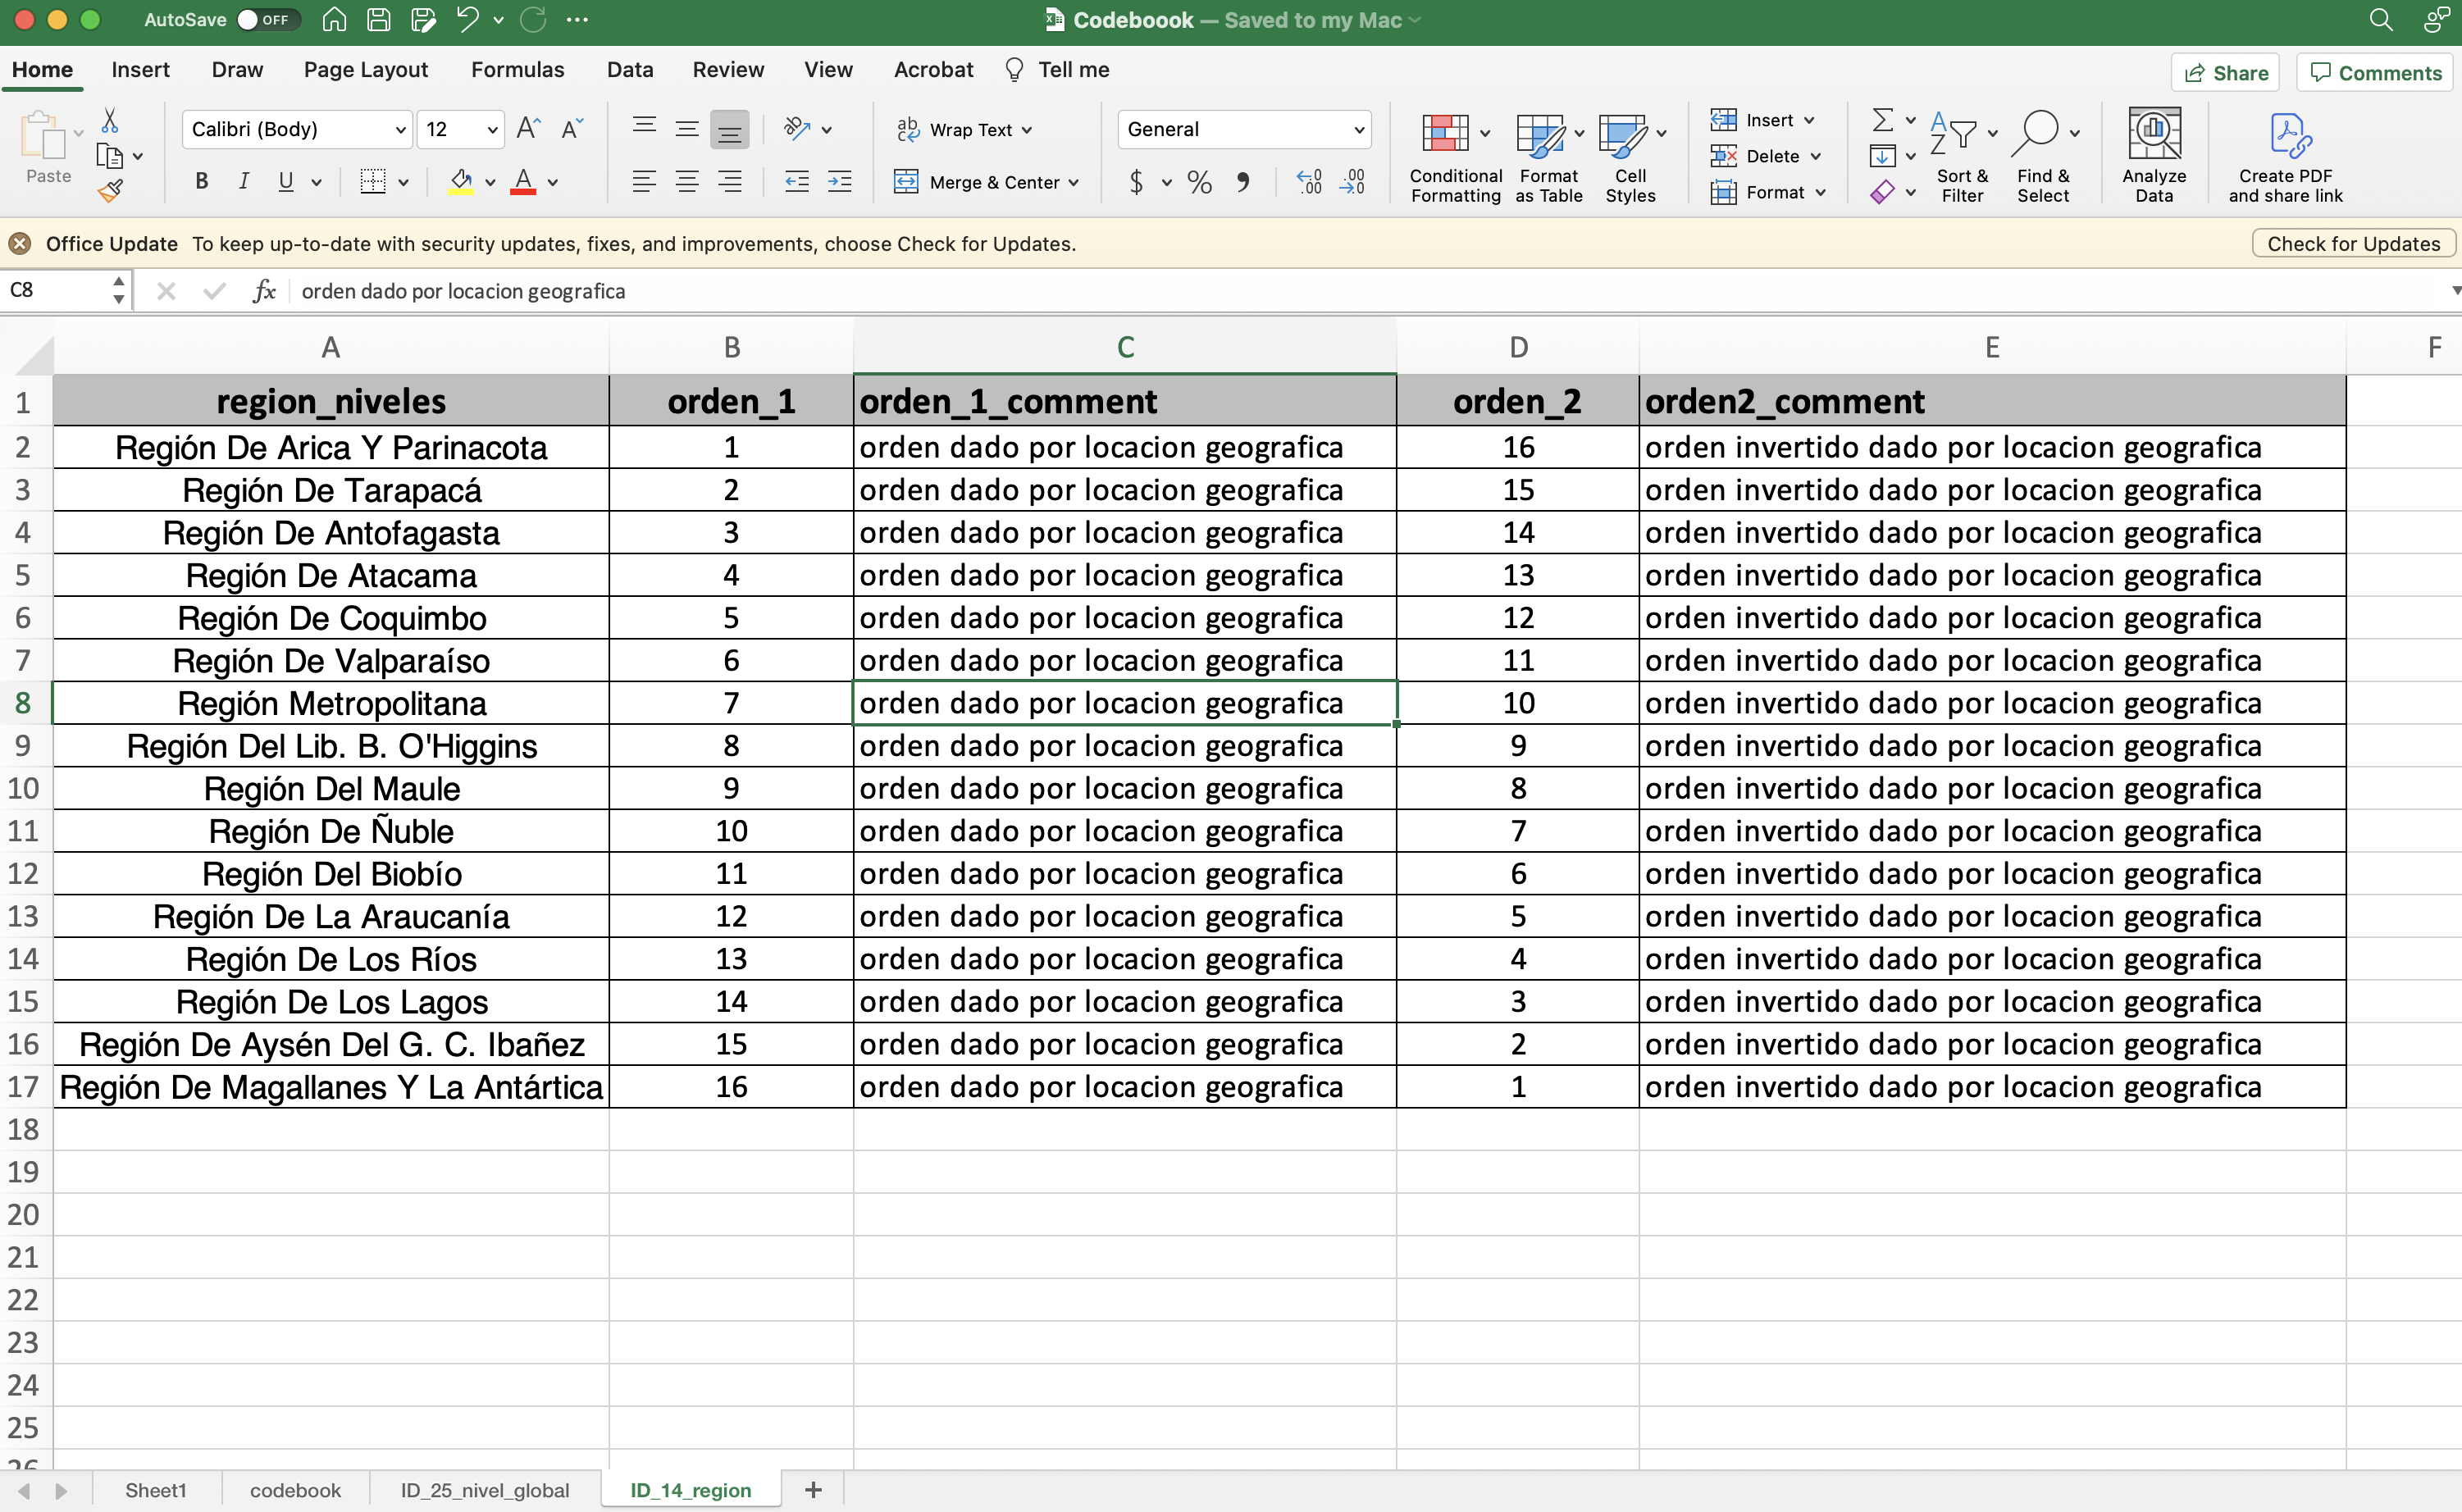 AutoSave OFF Codeboook — Saved to my Mac
Home Insert Draw Page Layout Formulas Data Review View Acrobat Tell me Share Comments
Paste Calibri (Body) 12 Wrap Text General Conditional Formatting Format as Table Cell Styles Insert Sort & Filter Find & Select Analyze Data Create PDF and share link
B I U Merge & Center $ % Delete
Format
Office Update To keep up-to-date with security updates, fixes, and improvements, choose Check for Updates. Check for Updates
C8 fx orden dado por locacion geografica
A B C D E F
1 region_niveles orden_1 orden_1_comment orden_2 orden2_comment
2 Región De Arica Y Parinacota 1 orden dado por locacion geografica 16 orden invertido dado por locacion geografica
3 Región De Tarapacá 2 orden dado por locacion geografica 15 orden invertido dado por locacion geografica
4 Región De Antofagasta 3 orden dado por locacion geografica 14 orden invertido dado por locacion geografica
5 Región De Atacama 4 orden dado por locacion geografica 13 orden invertido dado por locacion geografica
6 Región De Coquimbo 5 orden dado por locacion geografica 12 orden invertido dado por locacion geografica
7 Región De Valparaíso 6 orden dado por locacion geografica 11 orden invertido dado por locacion geografica
8 Región Metropolitana 7 orden dado por locacion geografica 10 orden invertido dado por locacion geografica
9 Región Del Lib. B. O'Higgins 8 orden dado por locacion geografica 9 orden invertido dado por locacion geografica
10 Región Del Maule 9 orden dado por locacion geografica 8 orden invertido dado por locacion geografica
11 Región De Ñuble 10 orden dado por locacion geografica 7 orden invertido dado por locacion geografica
12 Región Del Biobío 11 orden dado por locacion geografica 6 orden invertido dado por locacion geografica
13 Región De La Araucanía 12 orden dado por locacion geografica 5 orden invertido dado por locacion geografica
14 Región De Los Ríos 13 orden dado por locacion geografica 4 orden invertido dado por locacion geografica
15 Región De Los Lagos 14 orden dado por locacion geografica 3 orden invertido dado por locacion geografica
16 Región De Aysén Del G. C. Ibañez 15 orden dado por locacion geografica 2 orden invertido dado por locacion geografica
17 Región De Magallanes Y La Antártica 16 orden dado por locacion geografica 1 orden invertido dado por locacion geografica
18
19
20
21
22
23
24
25
26
Sheet1 codebook ID_25_nivel_global ID_14_region +